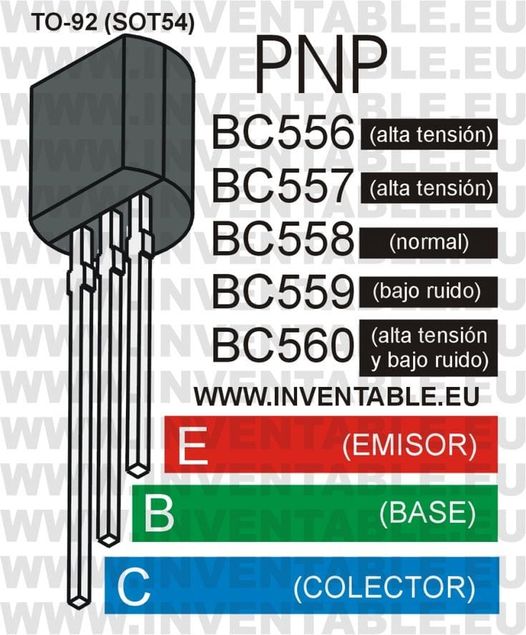 TO-92 (SOT54)
PNP
BC556 (alta tensión)
BC557 (alta tensión)
BC558 (normal)
BC559 (bajo ruido)
BC560 (alta tensión
y bajo ruido)
WWW.INVENTABLE.EU
E (EMISOR)
B (BASE)
C (COLECTOR)